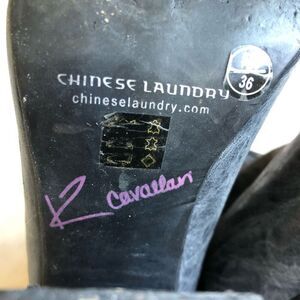 36
CHINESE LAUNDRY
chineselaundry.com
K Cavallari